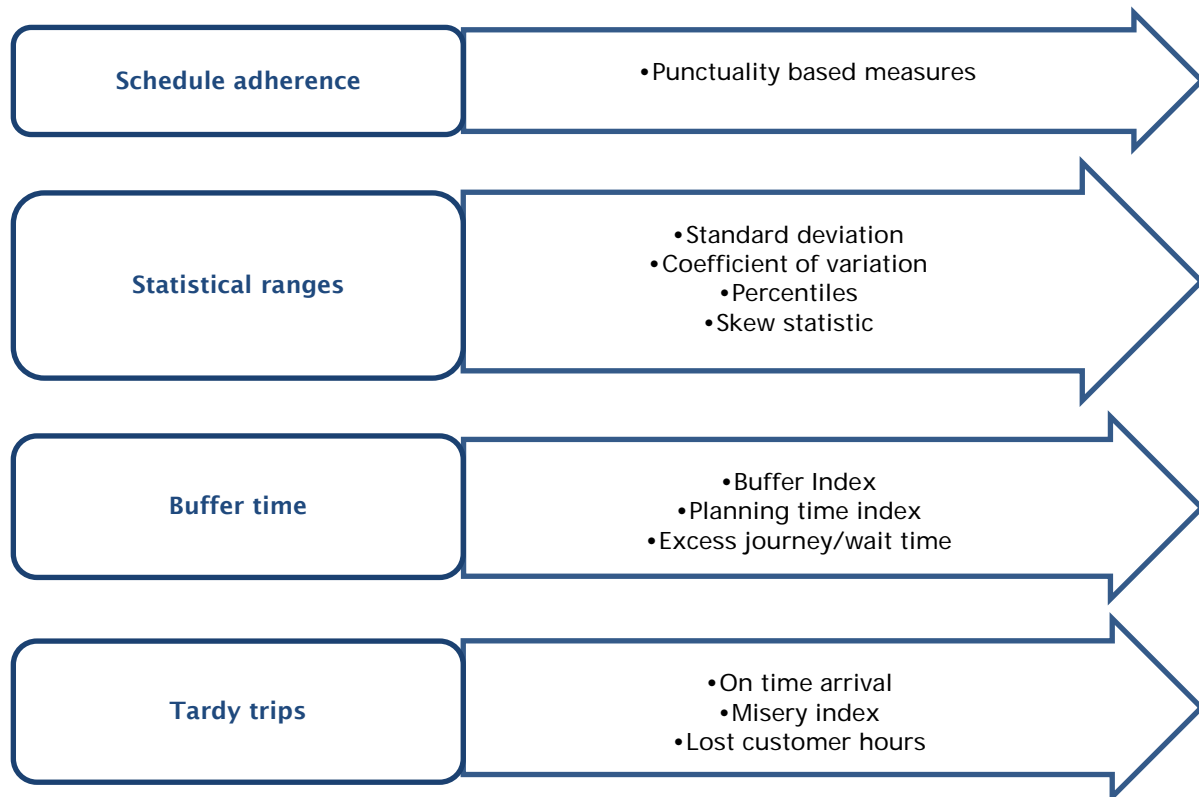 Schedule adherence
•Punctuality based measures
Statistical ranges
•Standard deviation
•Coefficient of variation
•Percentiles
•Skew statistic
Buffer time
•Buffer Index
•Planning time index
•Excess journey/wait time
Tardy trips
•On time arrival
•Misery index
•Lost customer hours